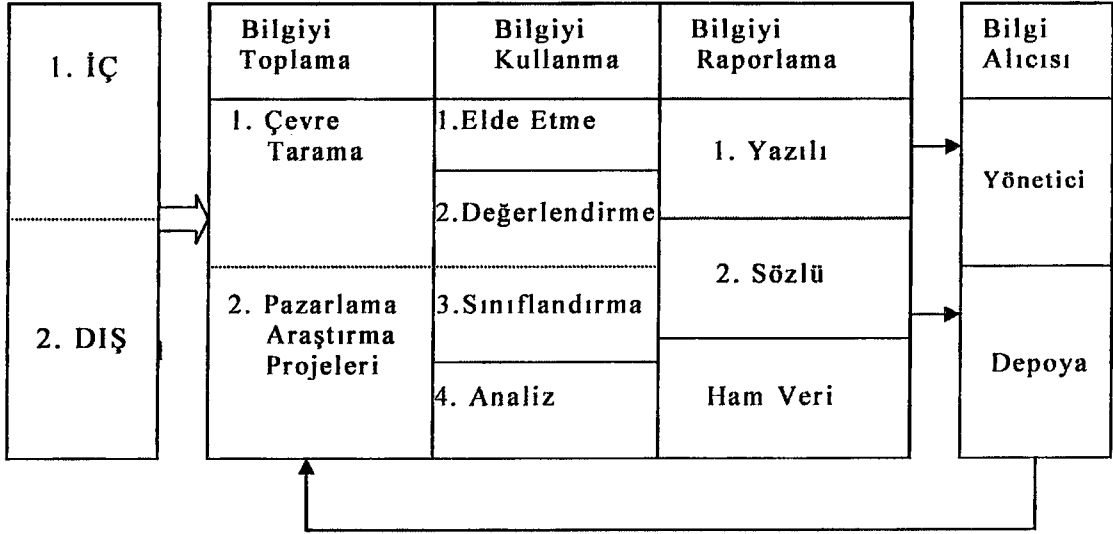 1. İÇ
2. DIŞ
Bilgiyi
Toplama
1. Çevre
Tarama
2. Pazarlama
Araştırma
Projeleri
Bilgiyi
Kullanma
1.Elde Etme
2.Değerlendirme
3.Sınıflandırma
4. Analiz
Bilgiyi
Raporlama
1. Yazılı
2. Sözlü
Ham Veri
Bilgi
Alıcısı
Yönetici
Depoya